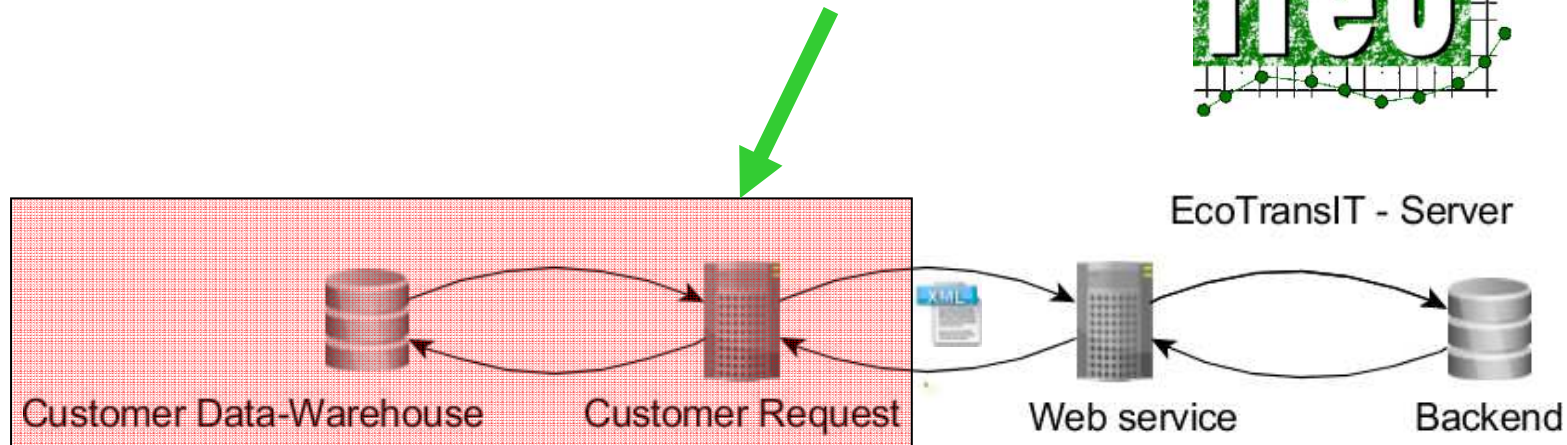 EcoTransIT - Server
XML
Customer Data-Warehouse
Customer Request
Web service
Backend